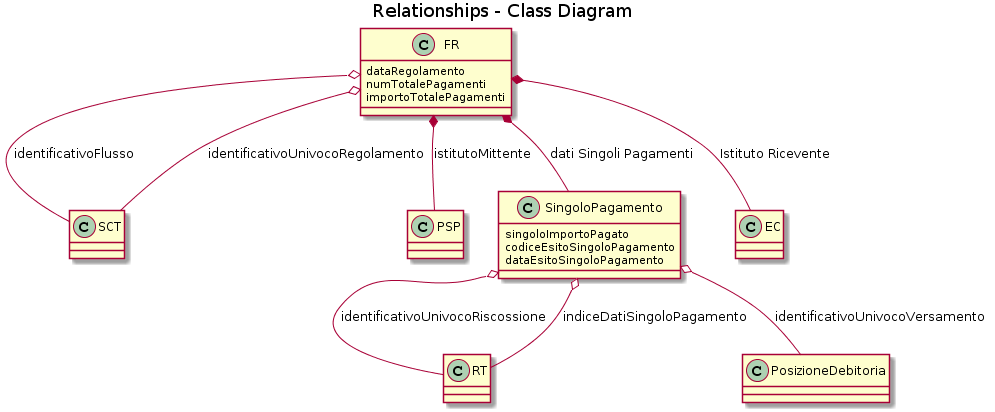 Relationships - Class Diagram
C FR
dataRegolamento
numTotalePagamenti
importoTotalePagamenti
identificativoFlusso
identificativoUnivocoRegolamento
istitutoMittente
dati Singoli Pagamenti
Istituto Ricevente
C SCT
C PSP
C SingoloPagamento
singoloImportoPagato
codiceEsitoSingoloPagamento
dataEsitoSingoloPagamento
C EC
identificativoUnivocoRiscossione
indiceDatiSingoloPagamento
identificativoUnivocoVersamento
C RT
C PosizioneDebitoria